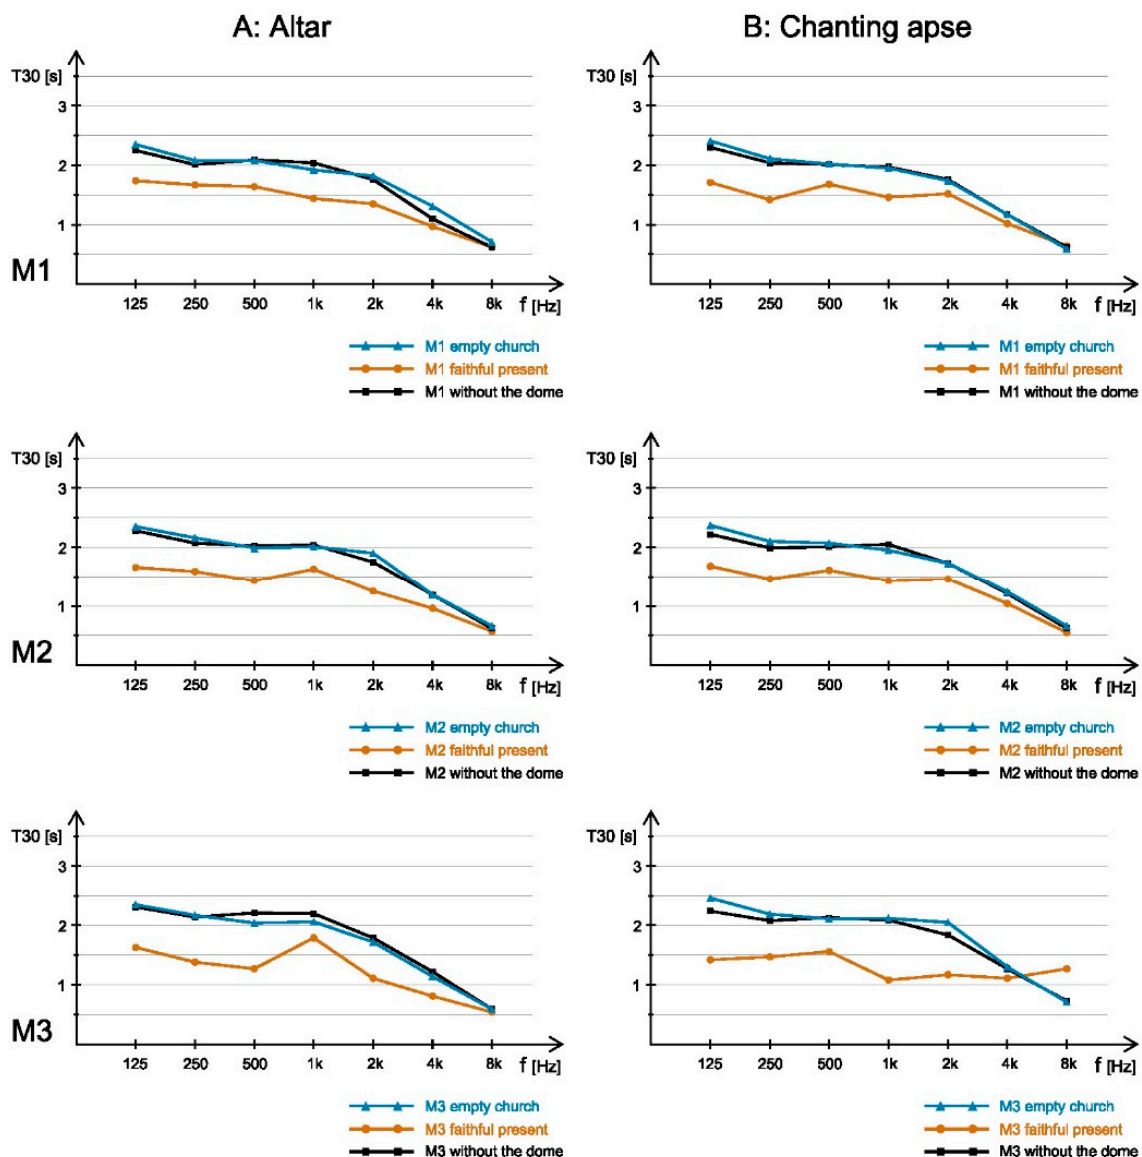 A: Altar
B: Chanting apse
T30 [s]
3
2
1
M1
125 250 500 1k 2k 4k 8k f [Hz]
M1 empty church
M1 faithful present
M1 without the dome
T30 [s]
3
2
1
125 250 500 1k 2k 4k 8k f [Hz]
M1 empty church
M1 faithful present
M1 without the dome
T30 [s]
3
2
1
M2
125 250 500 1k 2k 4k 8k f [Hz]
M2 empty church
M2 faithful present
M2 without the dome
T30 [s]
3
2
1
125 250 500 1k 2k 4k 8k f [Hz]
M2 empty church
M2 faithful present
M2 without the dome
T30 [s]
3
2
1
M3
125 250 500 1k 2k 4k 8k f [Hz]
M3 empty church
M3 faithful present
M3 without the dome
T30 [s]
3
2
1
125 250 500 1k 2k 4k 8k f [Hz]
M3 empty church
M3 faithful present
M3 without the dome